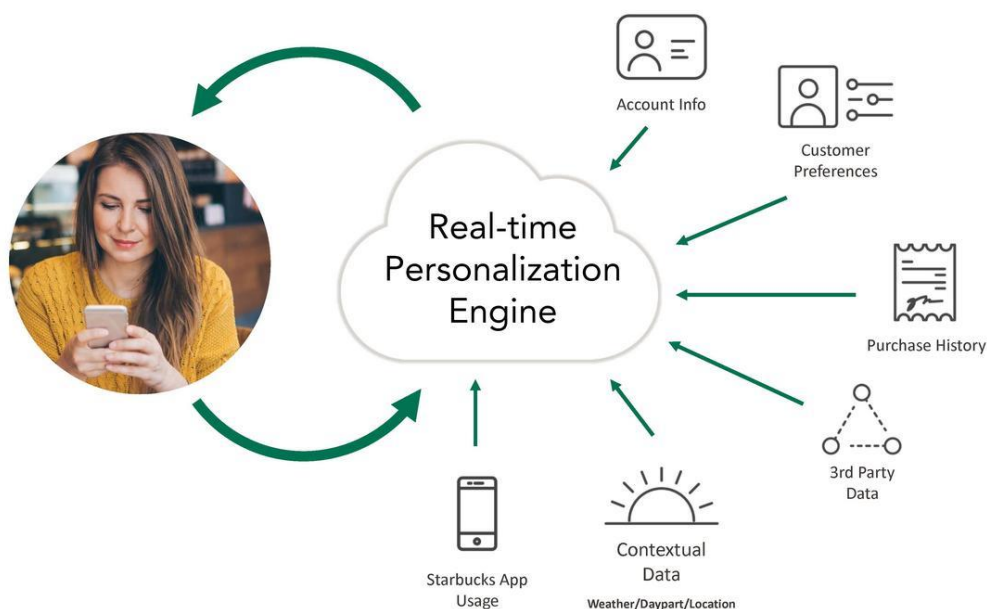 Account Info
Customer
Preferences
Real-time
Personalization
Engine
Purchase History
3rd Party
Data
Contextual
Data
Weather/Daypart/Location
Starbucks App
Usage